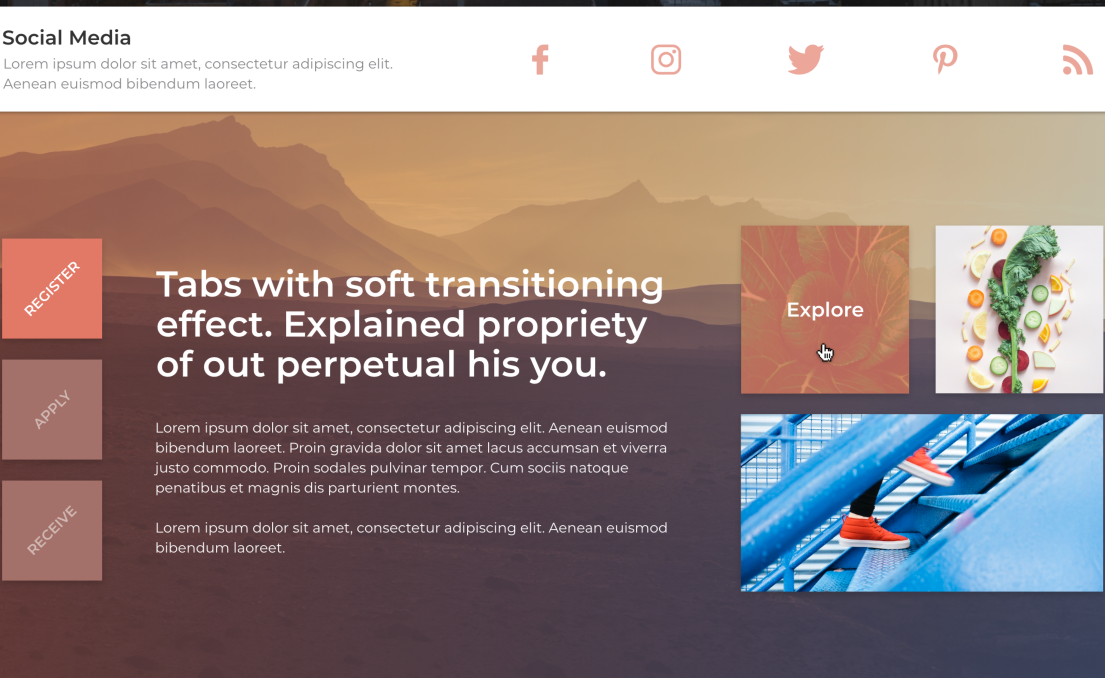 Social Media
Lorem ipsum dolor sit amet, consectetur adipiscing elit.
Aenean euismod bibendum laoreet.
REGISTER
APPLY
RECEIVE
Tabs with soft transitioning
effect. Explained propriety
of out perpetual his you.
Lorem ipsum dolor sit amet, consectetur adipiscing elit. Aenean euismod
bibendum laoreet. Proin gravida dolor sit amet lacus accumsan et viverra
justo commodo. Proin sodales pulvinar tempor. Cum sociis natoque
penatibus et magnis dis parturient montes.
Lorem ipsum dolor sit amet, consectetur adipiscing elit. Aenean euismod
bibendum laoreet.
Explore